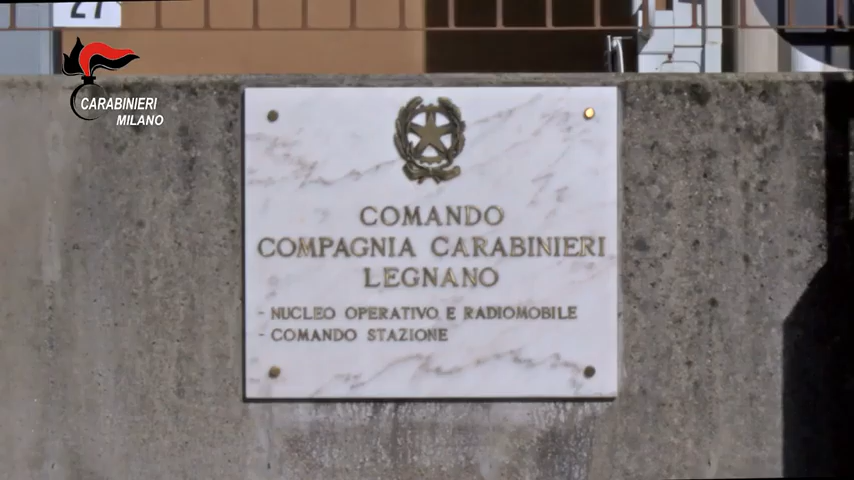 27
CARABINIERI
MILANO
COMANDO
COMPAGNIA CARABINIERI
LEGNANO
- NUCLEO OPERATIVO E RADIOMOBILE
- COMANDO STAZIONE